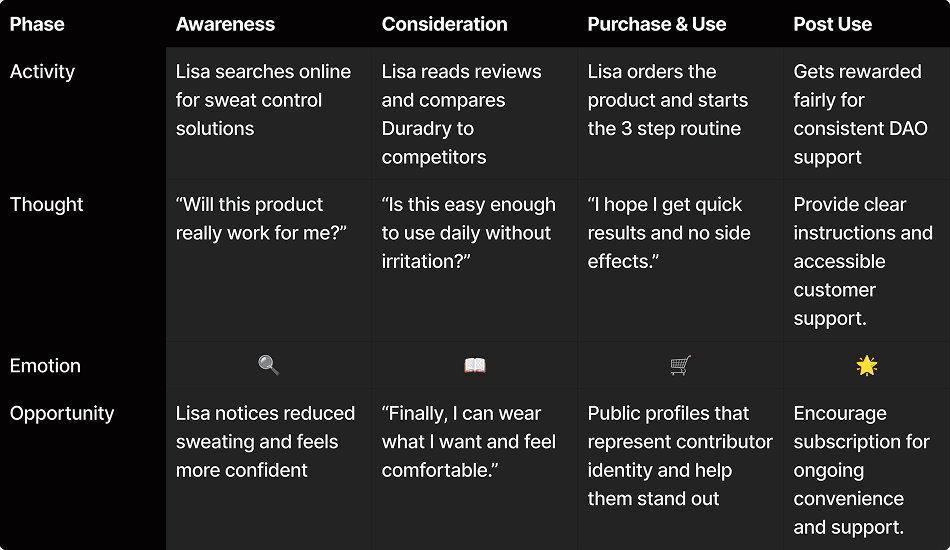 Phase Awareness Consideration Purchase & Use Post Use
Activity
Lisa searches online
for sweat control
solutions
Lisa reads reviews
and compares
Duradry to
competitors
Lisa orders the
product and starts
the 3 step routine
Gets rewarded
fairly for
consistent DAO
support
Thought
“Will this product
really work for me?”
“Is this easy enough
to use daily without
irritation?”
“I hope I get quick
results and no side
effects.”
Provide clear
instructions and
accessible
customer
support.
Emotion
Opportunity
Lisa notices reduced
sweating and feels
more confident
“Finally, I can wear
what I want and feel
comfortable.”
Public profiles that
represent contributor
identity and help
them stand out
Encourage
subscription for
ongoing
convenience
and support.